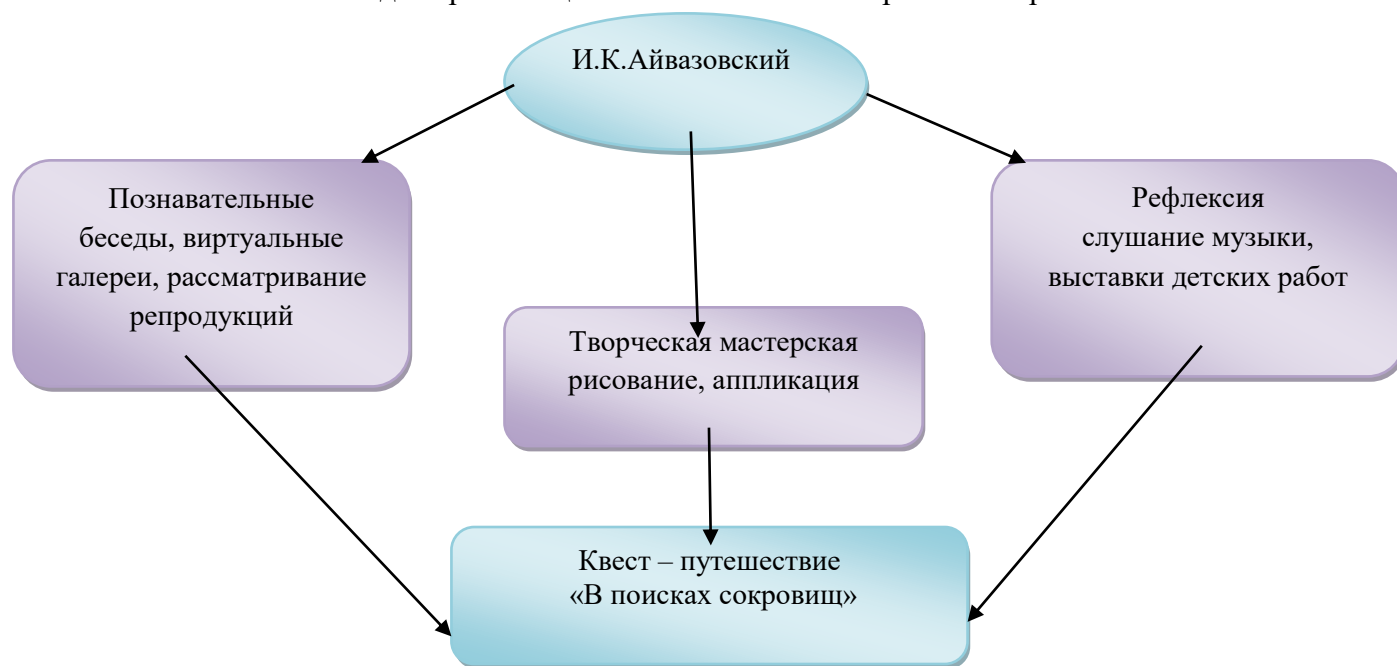 И.К.Айвазовский
Познавательные
беседы, виртуальные
галереи, рассматривание
репродукций
Рефлексия
слушание музыки,
выставки детских работ
Творческая мастерская
рисование, аппликация
Квест – путешествие
«В поисках сокровищ»